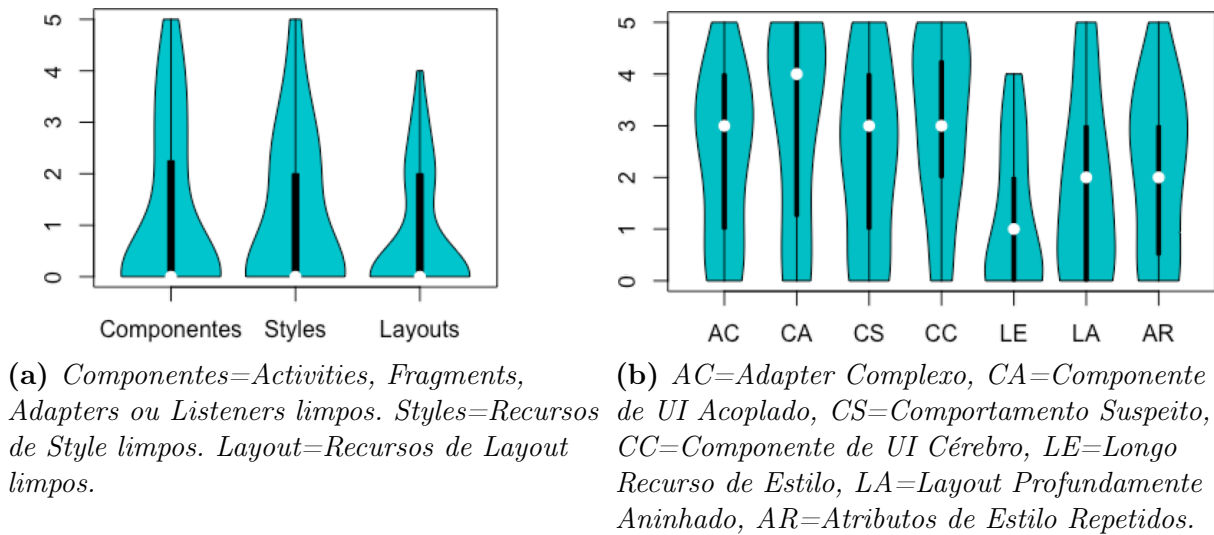 5
4
3
2
1
0
Componentes Styles Layouts
(a) Componentes=Activities, Fragments,
Adapters ou Listeners limpos. Styles=Recursos
de Style limpos. Layout=Recursos de Layout
limpos.
5
4
3
2
1
0
AC CA CS CC LE LA AR
(b) AC=Adapter Complexo, CA=Componente
de UI Acoplado, CS=Comportamento Suspeito,
CC=Componente de UI Cérebro, LE=Longo
Recurso de Estilo, LA=Layout Profundamente
Aninhado, AR=Atributos de Estilo Repetidos.